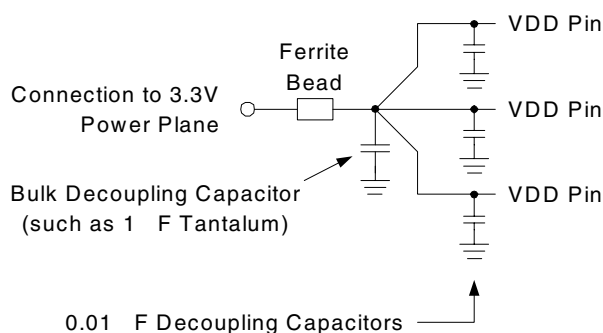 VDD Pin
Ferrite
Bead
Connection to 3.3V
Power Plane
VDD Pin
Bulk Decoupling Capacitor
(such as 1 F Tantalum)
VDD Pin
0.01 F Decoupling Capacitors